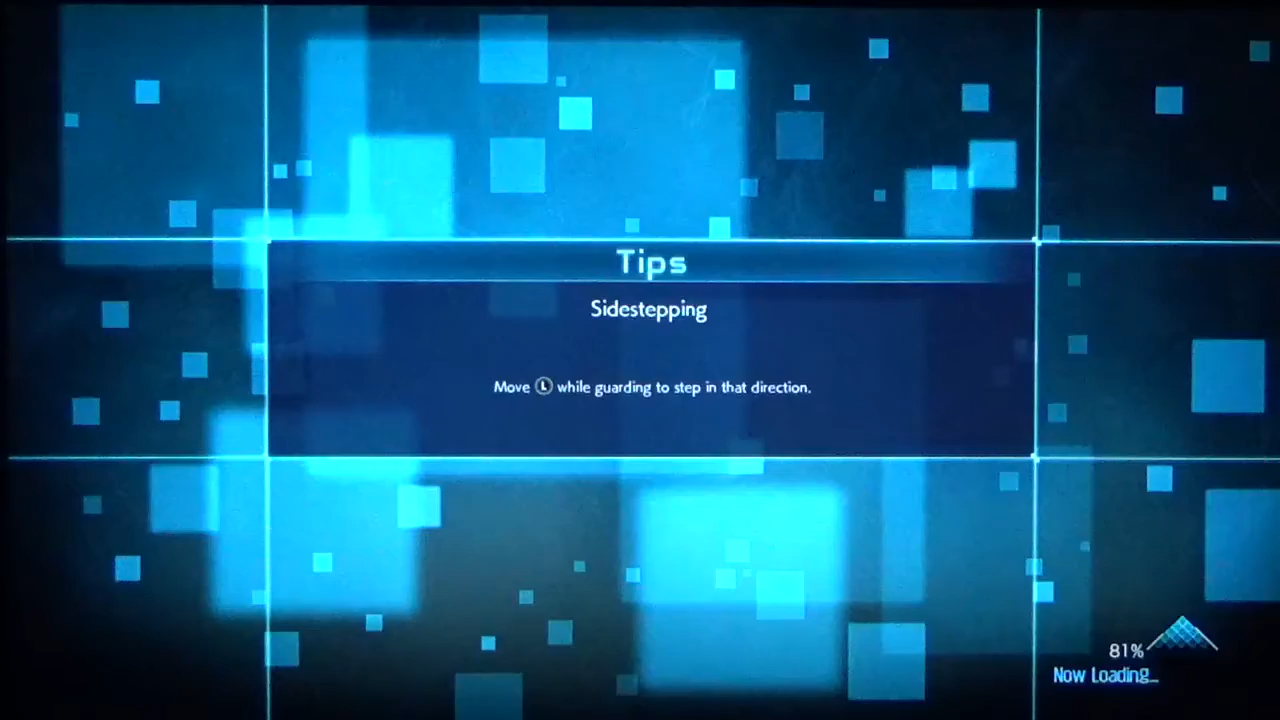 Tips
Sidestepping
Move L while guarding to step in that direction.
81%
Now Loading...